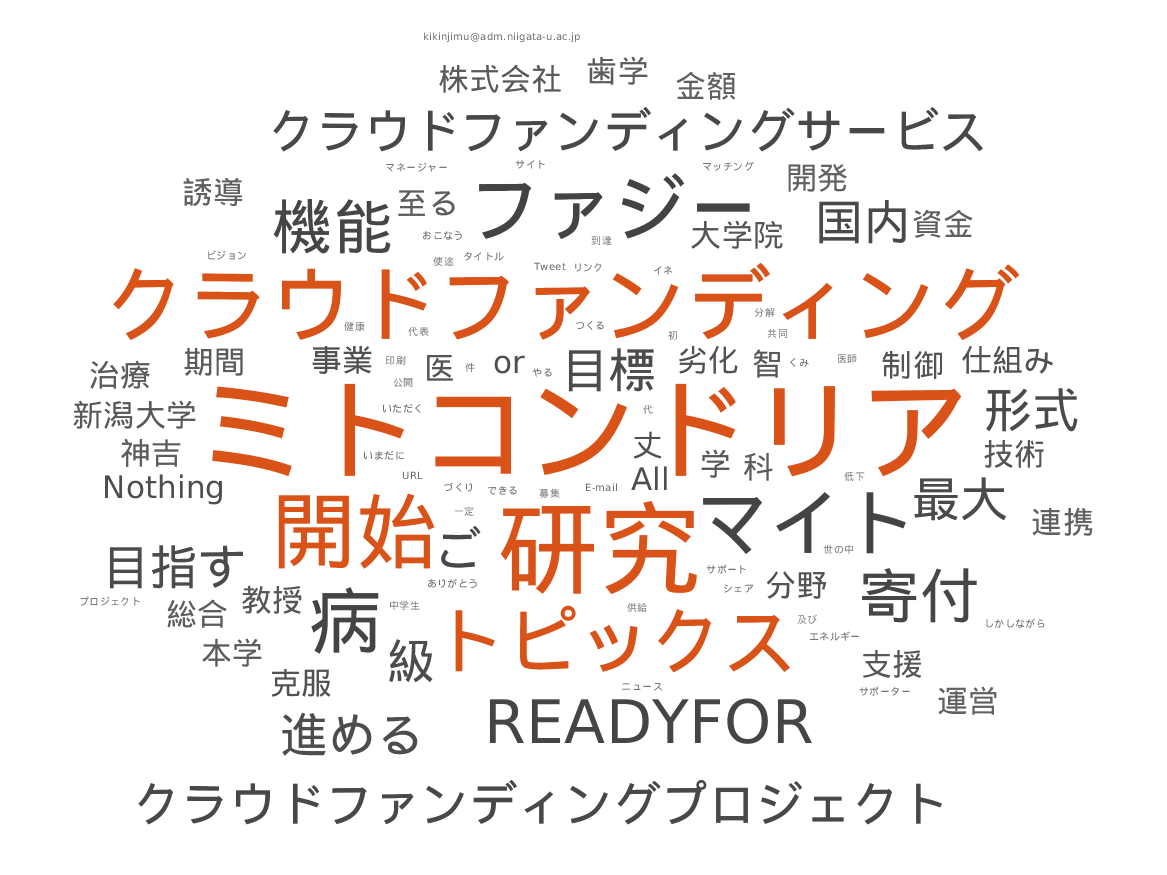 kikinjimu@adm.niigata-u.ac.jp
株式会社 歯学 金額
クラウドファンディングサービス
マネージャー サイト マッチング
誘導 機能 至る ファジー 開発
おこなう 到達 大学院 国内 資金
ビジョン 使途 タイトル Tweet リンク イネ
クラウドファンディング
健康 代表 つくる 初 分解 共同
治療 期間 事業 印刷 医 件 or やる 目標 劣化 智 くみ 医師 制御 仕組み
公開
新潟大学 ミトコンドリア 形式
いただく 代
神吉 いまだに 丈 学 科 技術
Nothing URL づくり できる 募集 E-mail All 低下
開始 一定 ご 研究 マイト 最大 連携
世の中
目指す ありがとう サポート シェア 分野 寄付
プロジェクト 総合 教授 病 中学生 供給 及び しかしながら
本学 級 トピックス エネルギー 支援
克服 ニュース サポーター 運営
進める READYFOR
クラウドファンディングプロジェクト